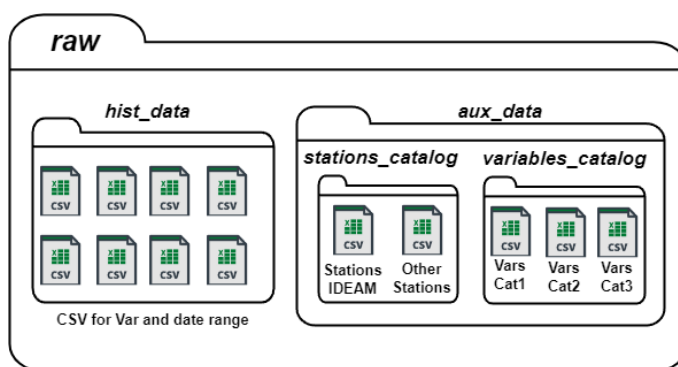 raw
hist_data
aux_data
stations_catalog
variables_catalog
CSV
CSV
CSV
CSV
CSV
CSV
CSV
CSV
CSV for Var and date range
CSV
CSV
Stations
IDEAM
Other
Stations
CSV
CSV
CSV
Vars
Cat1
Vars
Cat2
Vars
Cat3